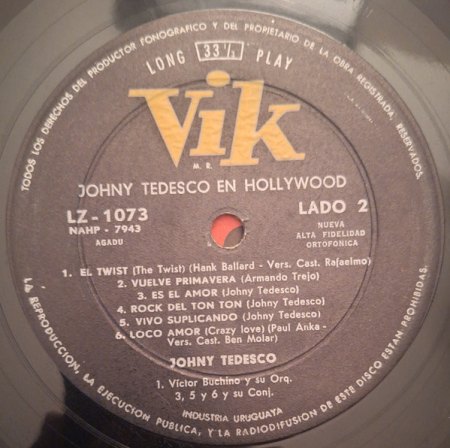 TODOS LOS DERECHOS DEL PRODUCTOR FONOGRAFICO Y DEL PROPIETARIO DE LA OBRA REGISTRADA, RESERVADOS.
LONG 33 1/3 PLAY
Vik
M. R.
JOHNY TEDESCO EN HOLLYWOOD
LZ - 1073
NAHP - 7943
AGADU
LADO 2
NUEVA
ALTA FIDELIDAD
ORTOFONICA
1. EL TWIST (The Twist) (Hank Ballard - Vers. Cast. Rafaelmo)
2. VUELVE PRIMAVERA (Armando Trejo)
3. ES EL AMOR (Johny Tedesco)
4. ROCK DEL TON TON (Johny Tedesco)
5. VIVO SUPLICANDO (Johny Tedesco)
6. LOCO AMOR (Crazy love) (Paul Anka -
Vers. Cast. Ben Molar)
JOHNY TEDESCO
1. Víctor Buchino y su Orq.
3, 5 y 6 y su Conj.
INDUSTRIA URUGUAYA
LA REPRODUCCION, LA EJECUCION PUBLICA, Y LA RADIODIFUSION DE ESTE DISCO ESTAN PROHIBIDAS.